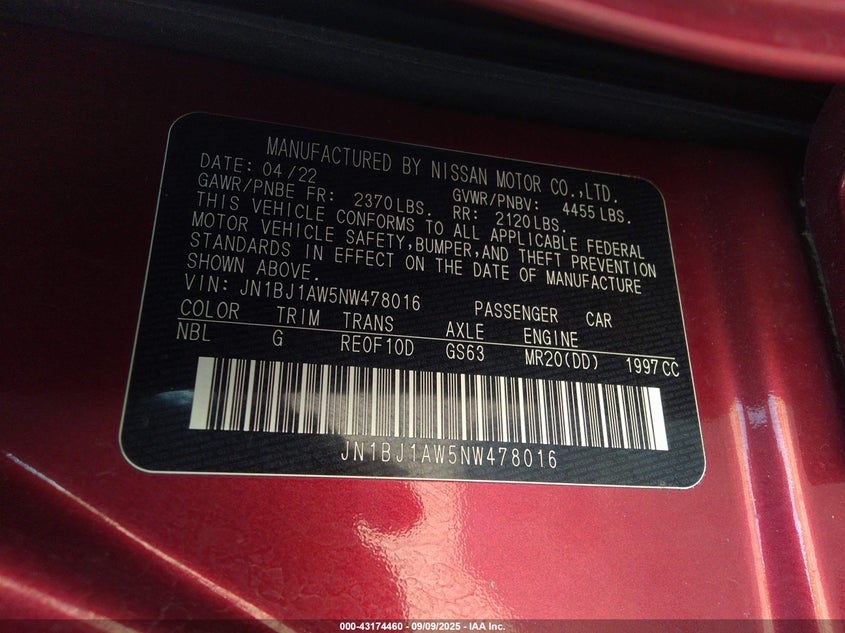 MANUFACTURED BY NISSAN MOTOR CO.,LTD.
DATE: 04/22
GAWR/PNBE FR: 2370LBS. GVWR/PNBV: 4455LBS.
RR: 2120LBS.
THIS VEHICLE CONFORMS TO ALL APPLICABLE FEDERAL
MOTOR VEHICLE SAFETY,BUMPER,AND THEFT PREVENTION
STANDARDS IN EFFECT ON THE DATE OF MANUFACTURE
SHOWN ABOVE.
VIN: JN1BJ1AW5NW478016 PASSENGER CAR
COLOR TRIM TRANS AXLE ENGINE
NBL G RE0F10D GS63 MR20(DD) 1997CC
JN1BJ1AW5NW478016
000-43174460 - 09/09/2025 - IAA Inc.